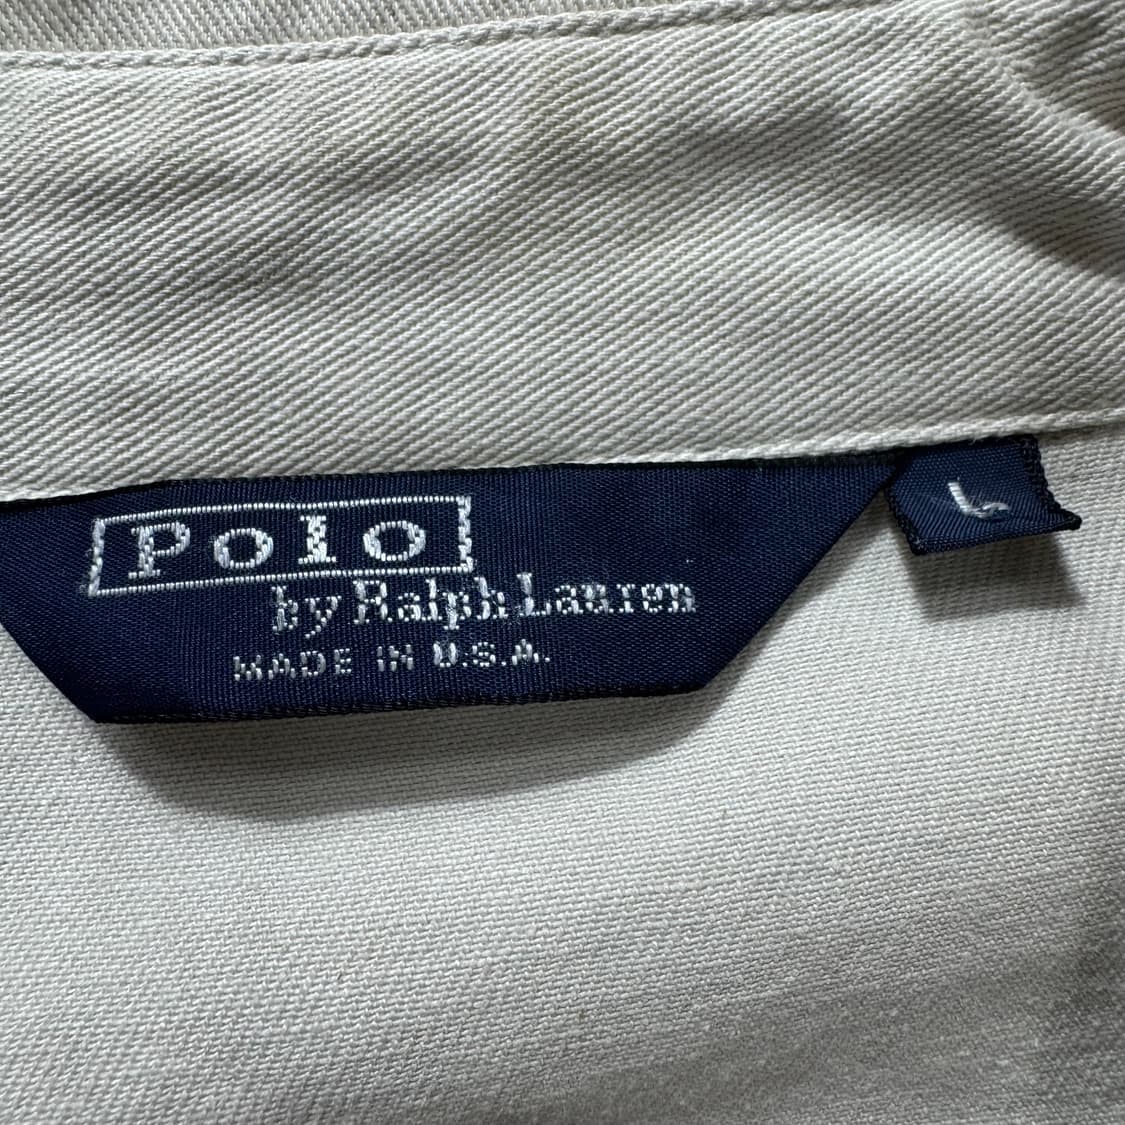 Polo
by Ralph Lauren
MADE IN U.S.A.
L